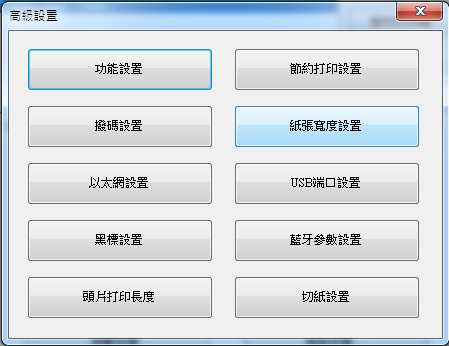 高級設置
功能設置
節約打印設置
撥碼設置
紙張寬度設置
以太網設置
USB端口設置
黑標設置
藍牙參數設置
頭片打印長度
切紙設置